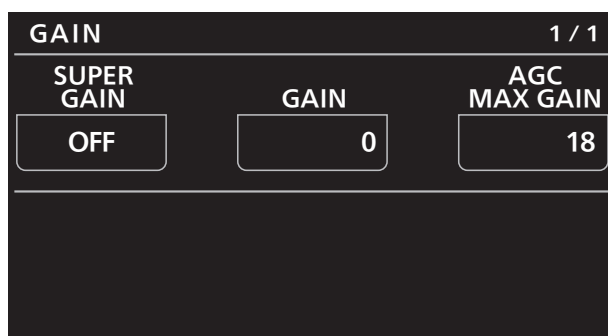 GAIN 1 / 1
SUPER GAIN
GAIN
AGC MAX GAIN
OFF
0
18